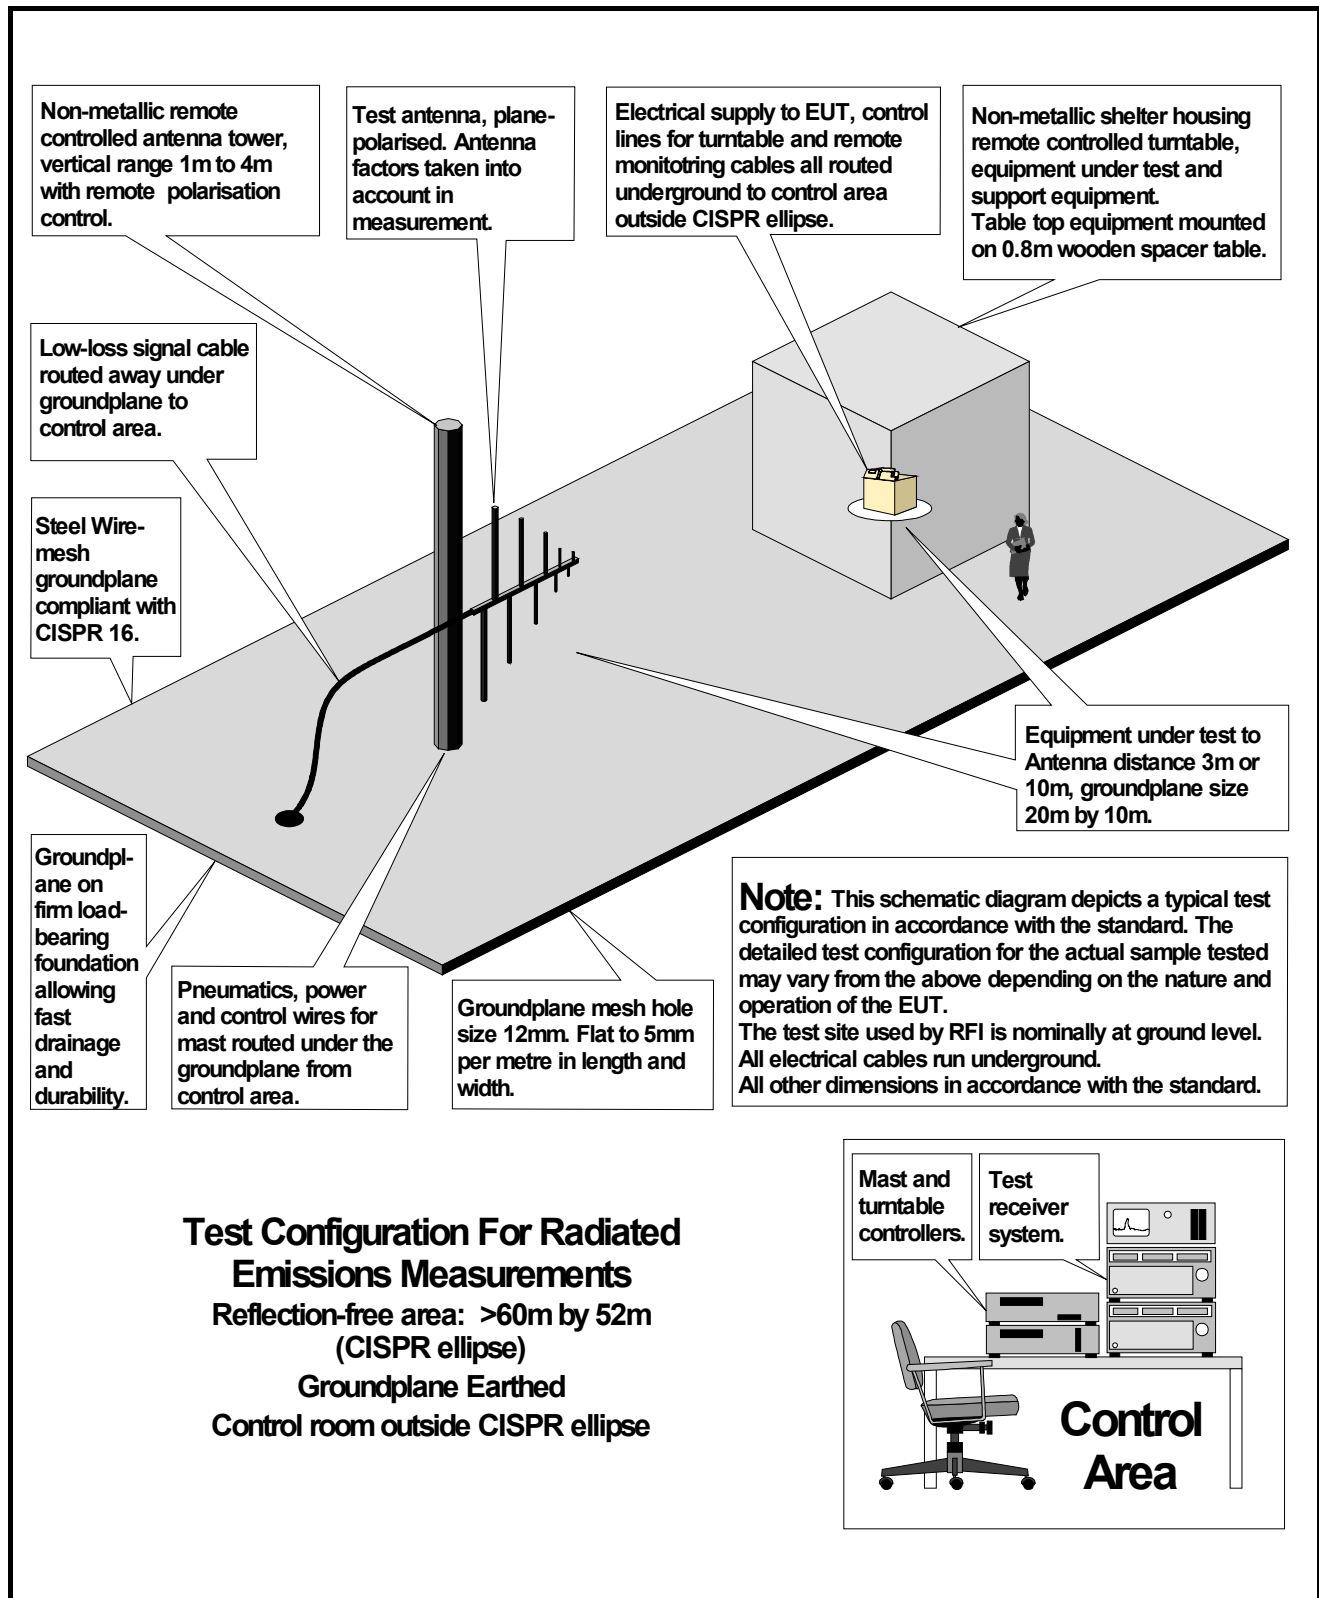 Non-metallic remote
controlled antenna tower,
vertical range 1m to 4m
with remote polarisation
control.
Test antenna, plane-
polarised. Antenna
factors taken into
account in
measurement.
Electrical supply to EUT, control
lines for turntable and remote
monitotring cables all routed
underground to control area
outside CISPR ellipse.
Non-metallic shelter housing
remote controlled turntable,
equipment under test and
support equipment.
Table top equipment mounted
on 0.8m wooden spacer table.
Low-loss signal cable
routed away under
groundplane to
control area.
Steel Wire-
mesh
groundplane
compliant with
CISPR 16.
Equipment under test to
Antenna distance 3m or
10m, groundplane size
20m by 10m.
Groundpl-
ane on
firm load-
bearing
foundation
allowing
fast
drainage
and
durability.
Pneumatics, power
and control wires for
mast routed under the
groundplane from
control area.
Groundplane mesh hole
size 12mm. Flat to 5mm
per metre in length and
width.
Note: This schematic diagram depicts a typical test
configuration in accordance with the standard. The
detailed test configuration for the actual sample tested
may vary from the above depending on the nature and
operation of the EUT.
The test site used by RFI is nominally at ground level.
All electrical cables run underground.
All other dimensions in accordance with the standard.
Test Configuration For Radiated
Emissions Measurements
Reflection-free area: >60m by 52m
(CISPR ellipse)
Groundplane Earthed
Control room outside CISPR ellipse
Mast and
turntable
controllers.
Test
receiver
system.
Control
Area